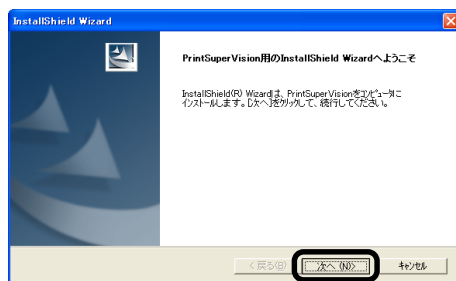 InstallShield Wizard
PrintSuperVision用のInstallShield Wizardへようこそ
InstallShield(R) Wizardは、PrintSuperVisionをコンピュータに
インストールします。[次へ]をクリックして、続行してください。
< 戻る(B)
次へ (N)>
キャンセル